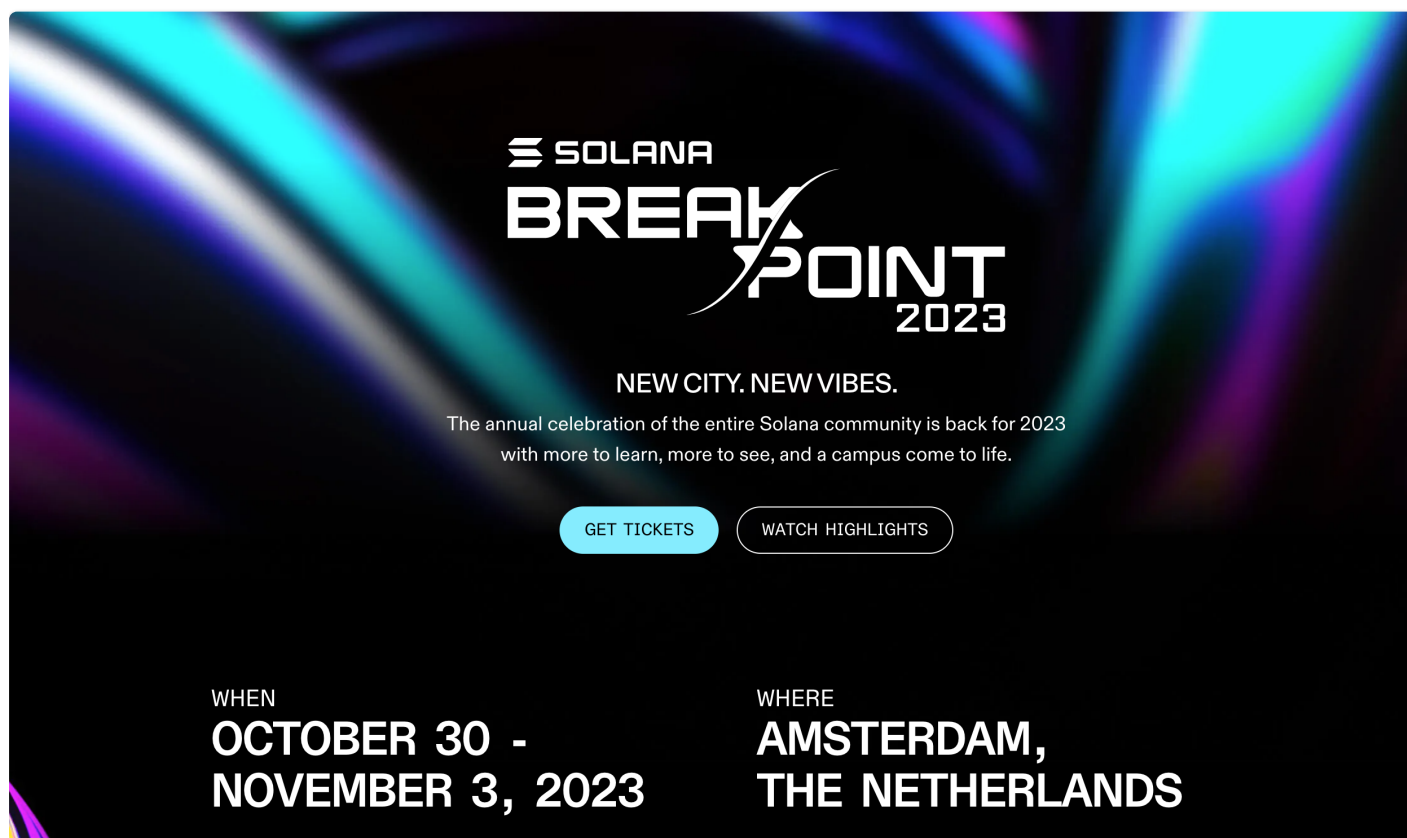 SOLANA
BREAK
POINT
2023
NEW CITY. NEW VIBES.
The annual celebration of the entire Solana community is back for 2023
with more to learn, more to see, and a campus come to life.
GET TICKETS
WATCH HIGHLIGHTS
WHEN
OCTOBER 30 -
NOVEMBER 3, 2023
WHERE
AMSTERDAM,
THE NETHERLANDS